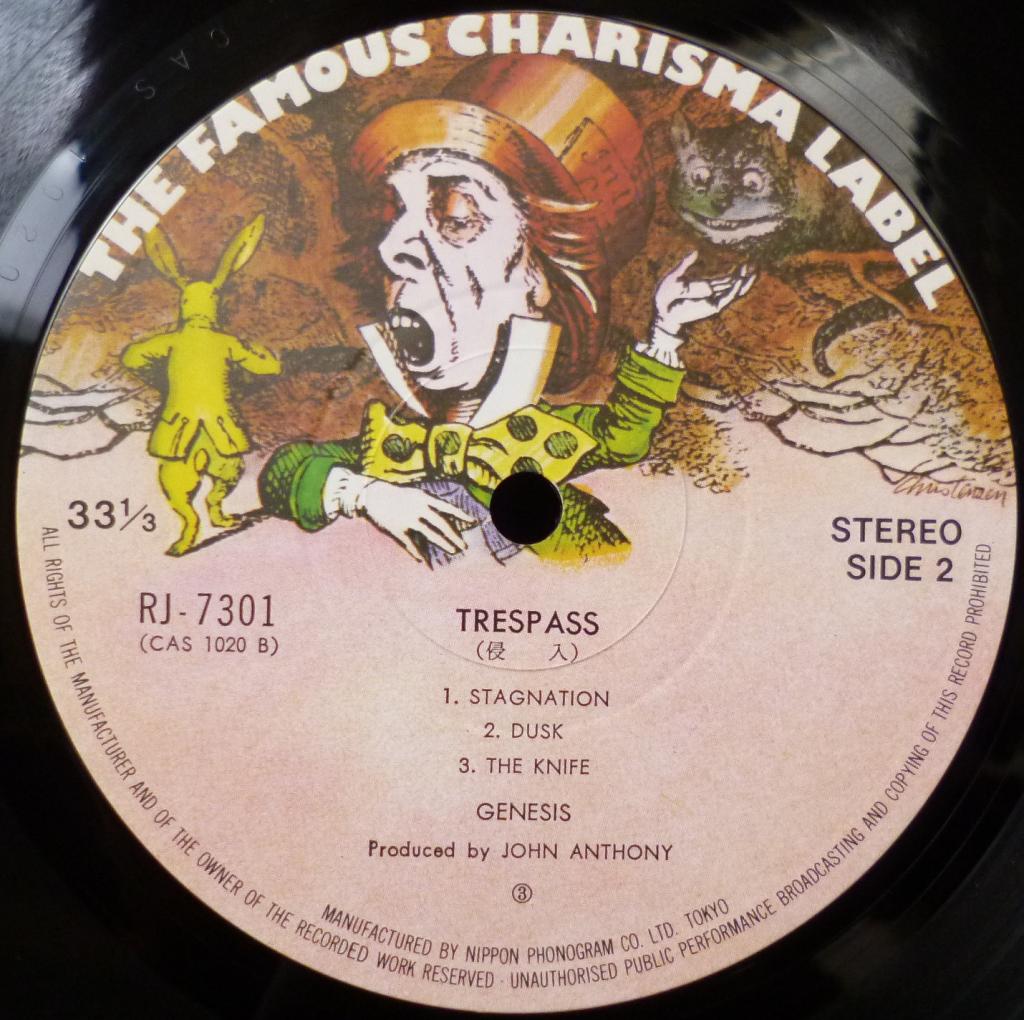 THE FAMOUS CHARISMA LABEL
Christensen
33⅓
STEREO
SIDE 2
RJ-7301
(CAS 1020 B)
TRESPASS
(侵 入)
1. STAGNATION
2. DUSK
3. THE KNIFE
GENESIS
Produced by JOHN ANTHONY
③
MANUFACTURED BY NIPPON PHONOGRAM CO. LTD. TOKYO
ALL RIGHTS OF THE MANUFACTURER AND OF THE OWNER OF THE RECORDED WORK RESERVED · UNAUTHORISED PUBLIC PERFORMANCE BROADCASTING AND COPYING OF THIS RECORD PROHIBITED